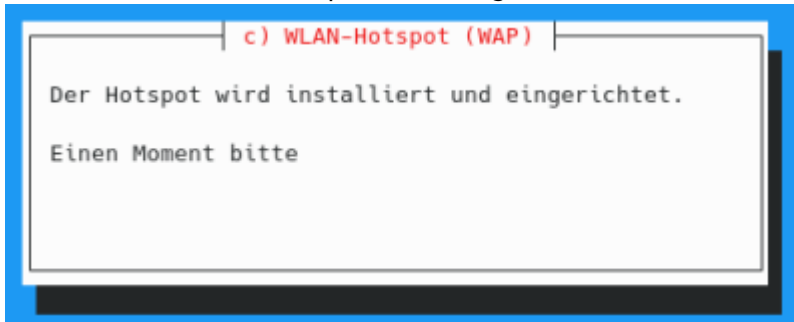 c) WLAN-Hotspot (WAP)
Der Hotspot wird installiert und eingerichtet.
Einen Moment bitte